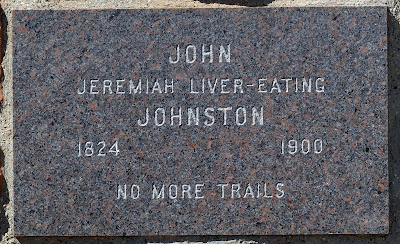 JOHN
JEREMIAH LIVER-EATING
JOHNSTON
1824 1900
NO MORE TRAILS